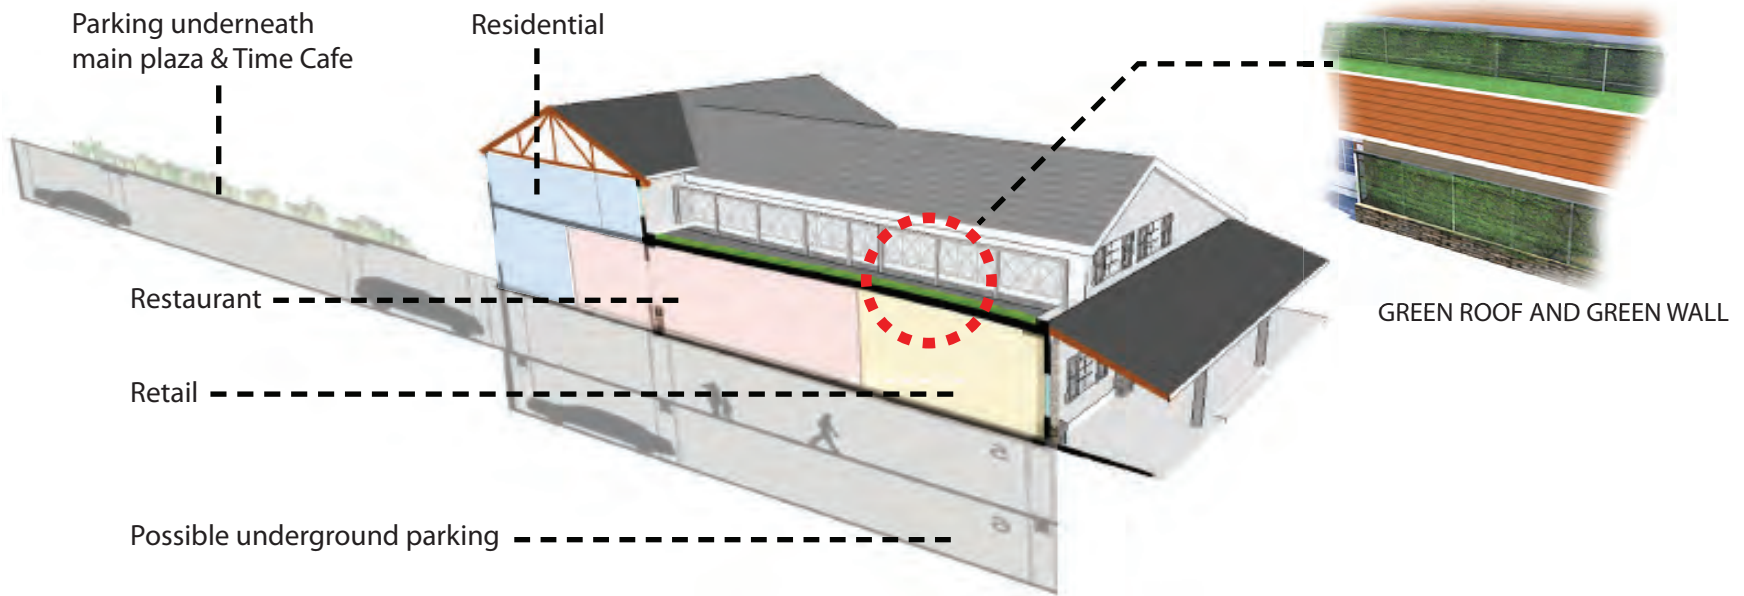 Parking underneath
main plaza & Time Cafe
Residential
Restaurant
Retail
Possible underground parking
GREEN ROOF AND GREEN WALL